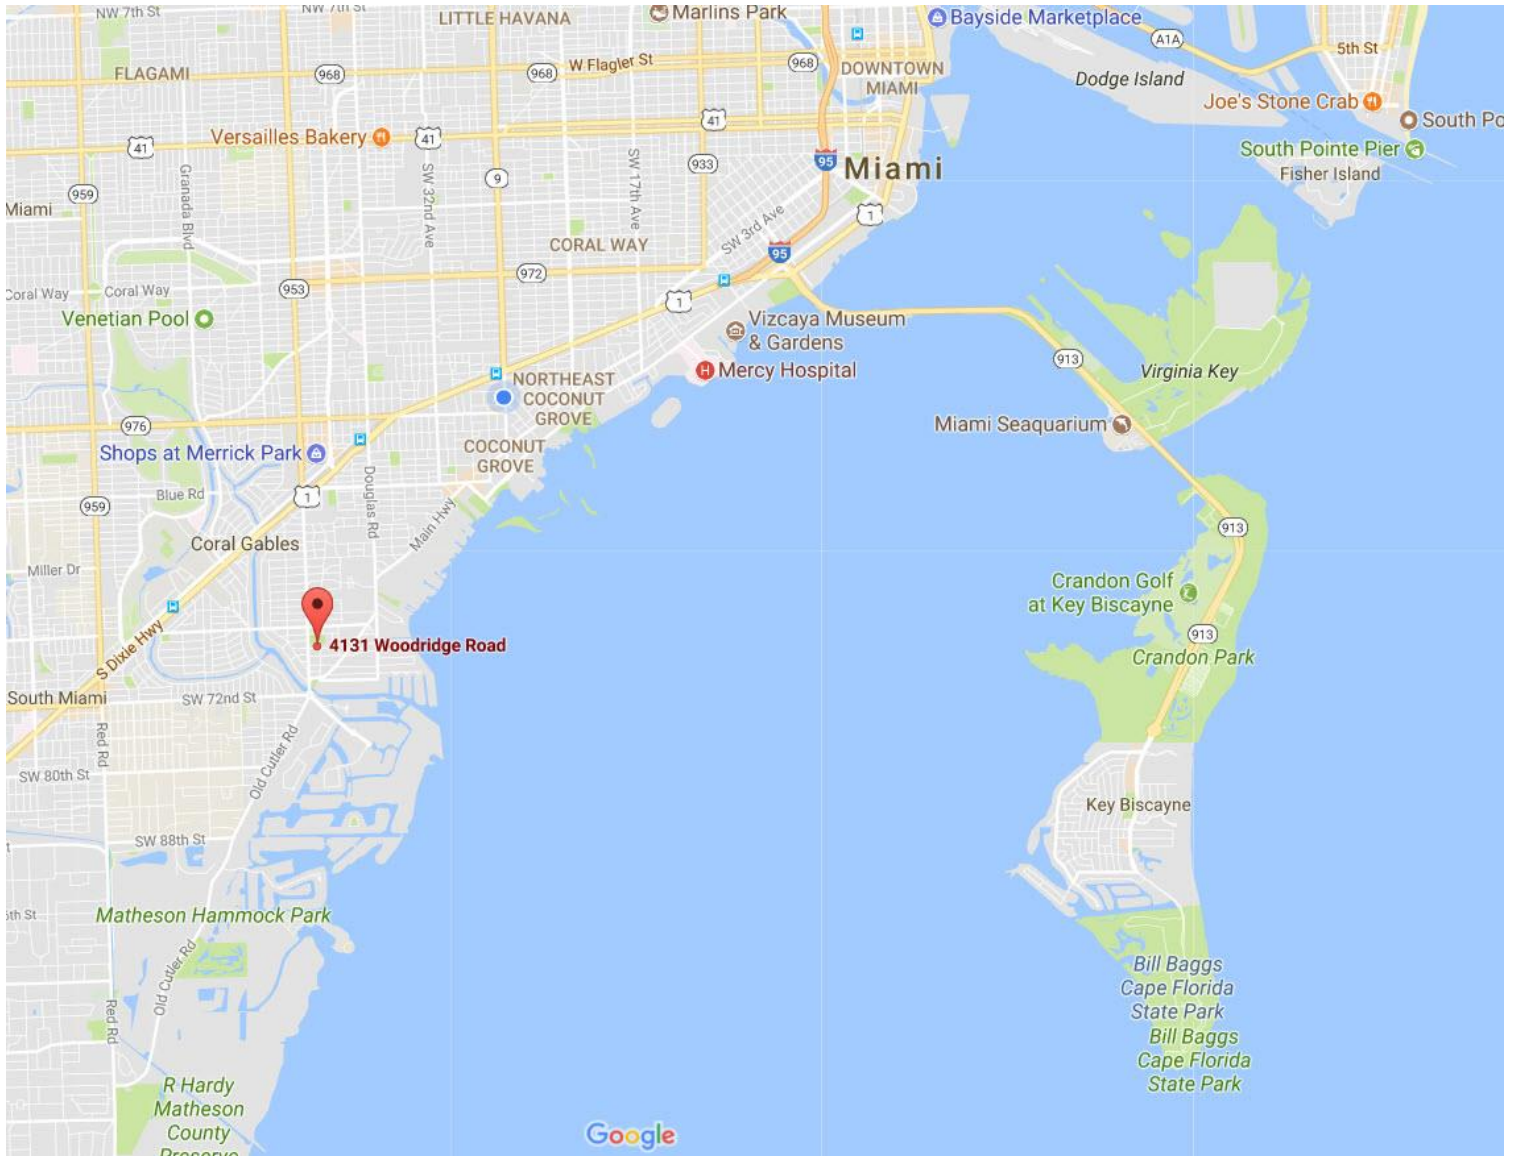 NW 7th St
NW 7th St
LITTLE HAVANA
Marlins Park
Bayside Marketplace
A1A
5th St
FLAGAMI
968
968
W Flagler St
968
DOWNTOWN
MIAMI
Dodge Island
Joe's Stone Crab
South Po
41
Versailles Bakery
41
41
933
95
Miami
South Pointe Pier
Fisher Island
959
Granada Blvd
SW 32nd Ave
9
SW 17th Ave
Miami
SW 3rd Ave
1
CORAL WAY
95
972
Coral Way
Coral Way
953
1
Venetian Pool
Vizcaya Museum
& Gardens
913
Mercy Hospital
Virginia Key
NORTHEAST
COCONUT
GROVE
976
Miami Seaquarium
Shops at Merrick Park
COCONUT
GROVE
959
Blue Rd
1
Douglas Rd
Main Hwy
913
Coral Gables
Miller Dr
Crandon Golf
at Key Biscayne
913
4131 Woodridge Road
S Dixie Hwy
Crandon Park
South Miami
SW 72nd St
Red Rd
Old Cutler Rd
SW 80th St
Key Biscayne
SW 88th St
th St
Matheson Hammock Park
Old Cutler Rd
Red Rd
Bill Baggs
Cape Florida
State Park
Bill Baggs
Cape Florida
State Park
R Hardy
Matheson
County
Preserve
Google